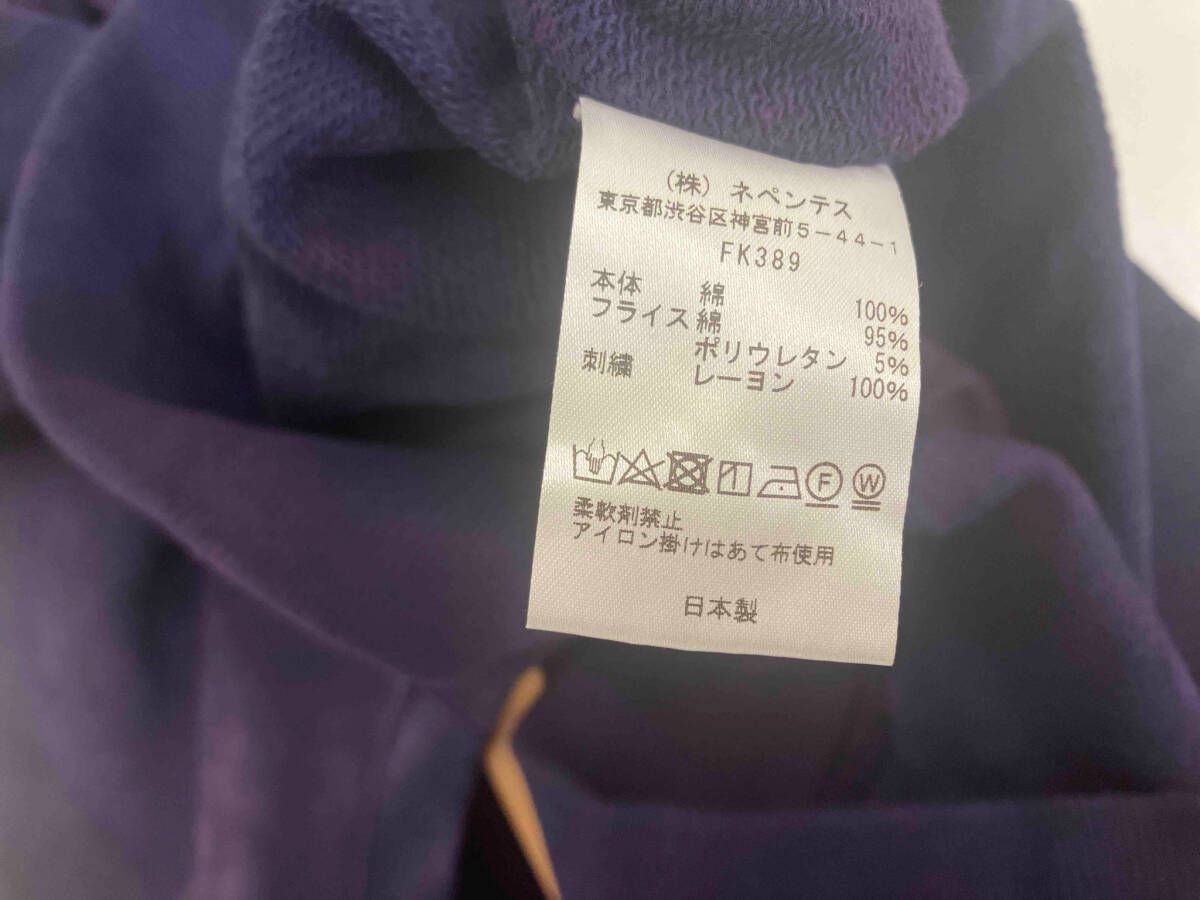 (株) ネペンテス
東京都渋谷区神宮前5-44-1
FK389
本体 綿 100%
フライス 綿 95%
ポリウレタン 5%
刺繍 レーヨン 100%
F W
柔軟剤禁止
アイロン掛けはあて布使用
日本製